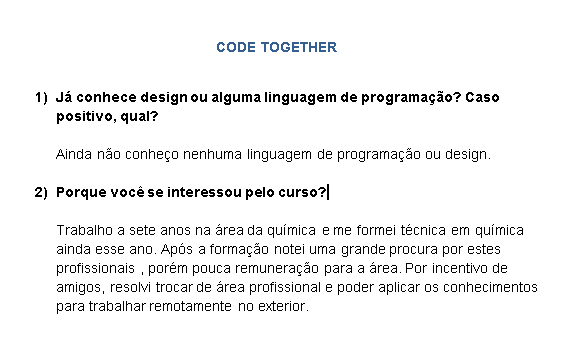 CODE TOGETHER
1) Já conhece design ou alguma linguagem de programação? Caso
positivo, qual?
Ainda não conheço nenhuma linguagem de programação ou design.
2) Porque você se interessou pelo curso?
Trabalho a sete anos na área da química e me formei técnica em química
ainda esse ano. Após a formação notei uma grande procura por estes
profissionais , porém pouca remuneração para a área. Por incentivo de
amigos, resolvi trocar de área profissional e poder aplicar os conhecimentos
para trabalhar remotamente no exterior.